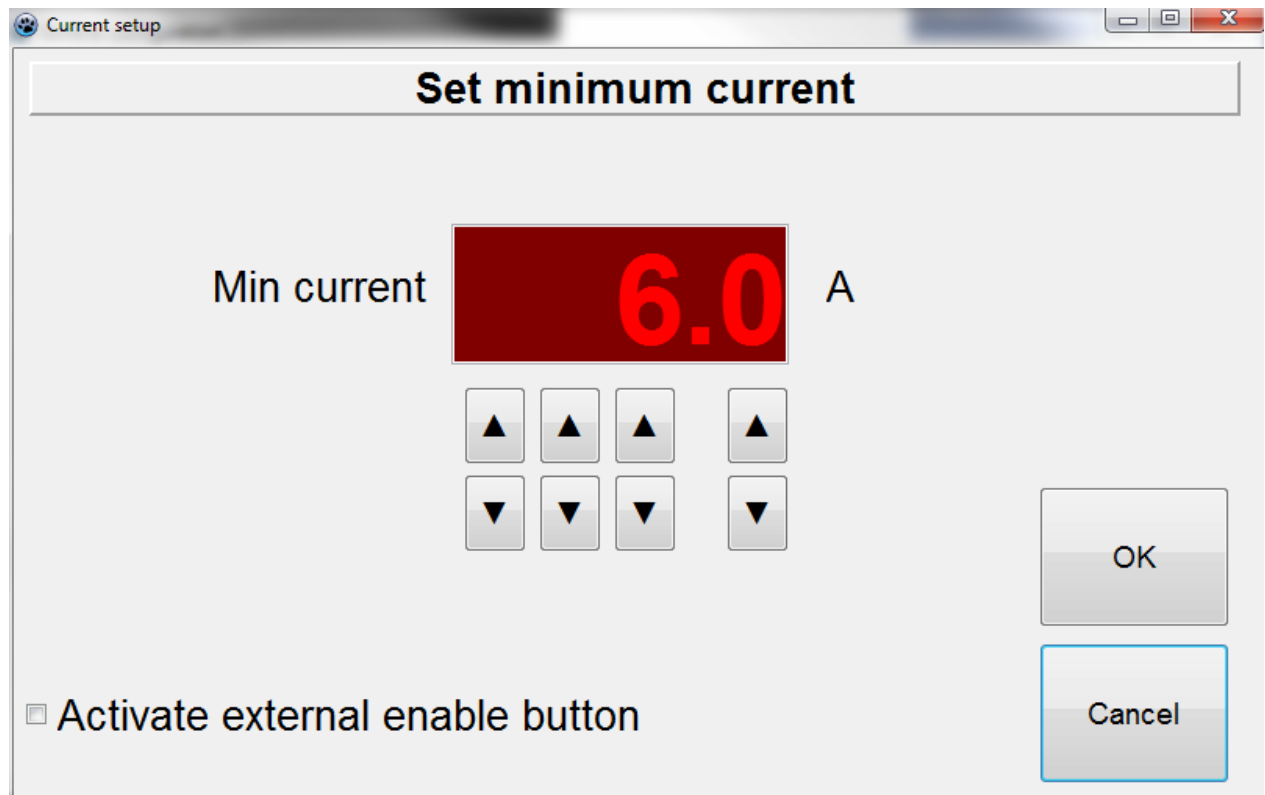 Current setup
Set minimum current
Min current 6.0 A
▲ ▲ ▲ ▲
▼ ▼ ▼ ▼
OK
Activate external enable button
Cancel